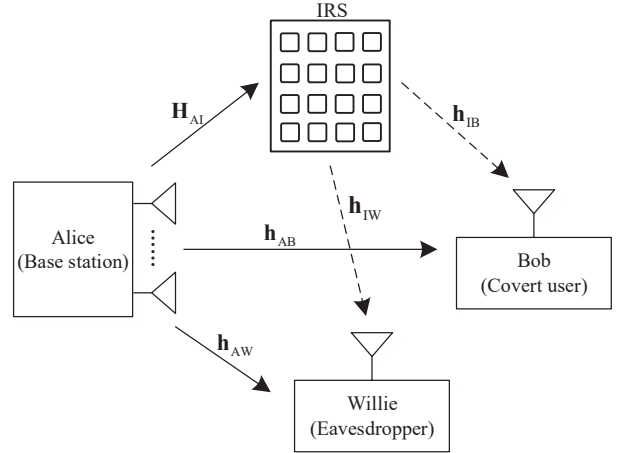 IRS
H_AI
h_IB
h_IW
Alice
(Base station)
h_AB
Bob
(Covert user)
h_AW
Willie
(Eavesdropper)